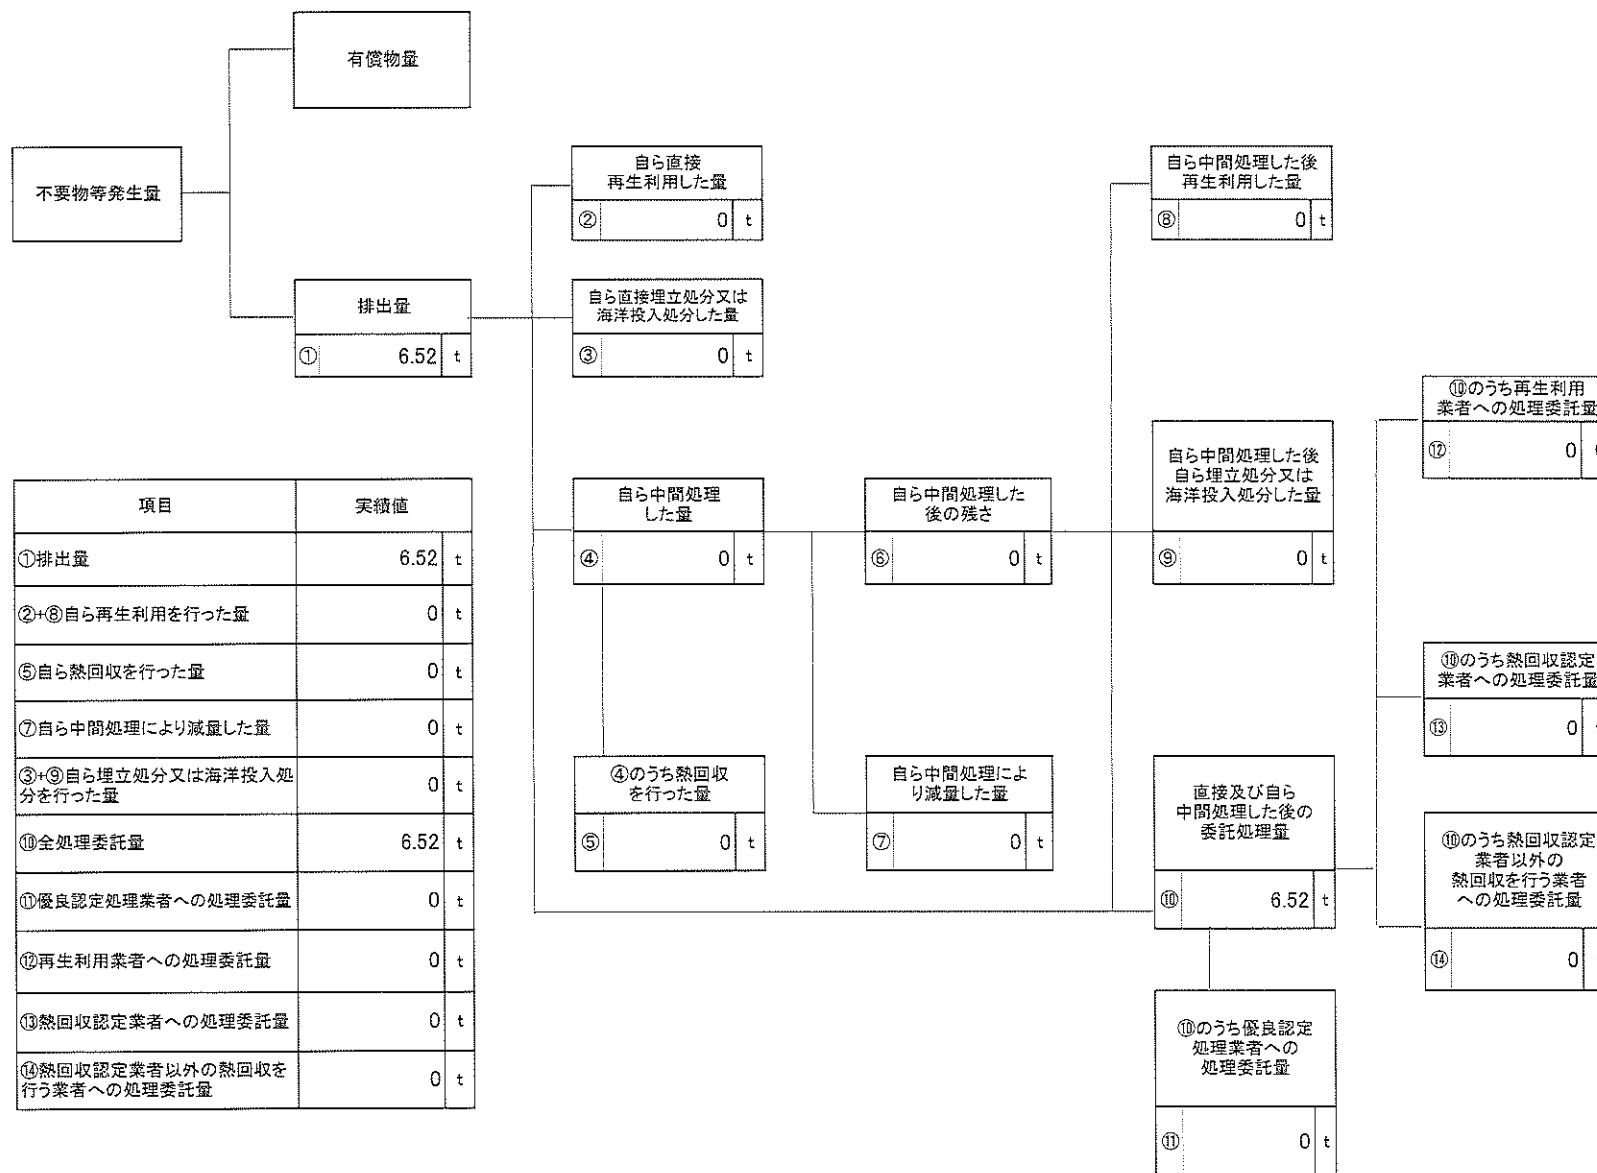 有償物量
不要物等発生量
自ら直接
再生利用した量
② 0 t
自ら中間処理した後
再生利用した量
⑧ 0 t
排出量
① 6.52 t
自ら直接埋立処分又は
海洋投入処分した量
③ 0 t
⑩のうち再生利用
業者への処理委託量
⑫ 0
自ら中間処理
した量
④ 0 t
自ら中間処理した
後の残さ
⑥ 0 t
自ら中間処理した後
自ら埋立処分又は
海洋投入処分した量
⑨ 0 t
⑩のうち熱回収認定
業者への処理委託量
⑬ 0 t
④のうち熱回収
を行った量
⑤ 0 t
自ら中間処理によ
り減量した量
⑦ 0 t
直接及び自ら
中間処理した後の
委託処理量
⑩ 6.52 t
⑩のうち熱回収認定
業者以外の
熱回収を行う業者
への処理委託量
⑭ 0
⑩のうち優良認定
処理業者への
処理委託量
⑪ 0 t
項目 実績値
①排出量 6.52 t
②+⑧自ら再生利用を行った量 0 t
⑤自ら熱回収を行った量 0 t
⑦自ら中間処理により減量した量 0 t
③+⑨自ら埋立処分又は海洋投入処
分を行った量 0 t
⑩全処理委託量 6.52 t
⑪優良認定処理業者への処理委託量 0 t
⑫再生利用業者への処理委託量 0 t
⑬熱回収認定業者への処理委託量 0 t
⑭熱回収認定業者以外の熱回収を
行う業者への処理委託量 0 t